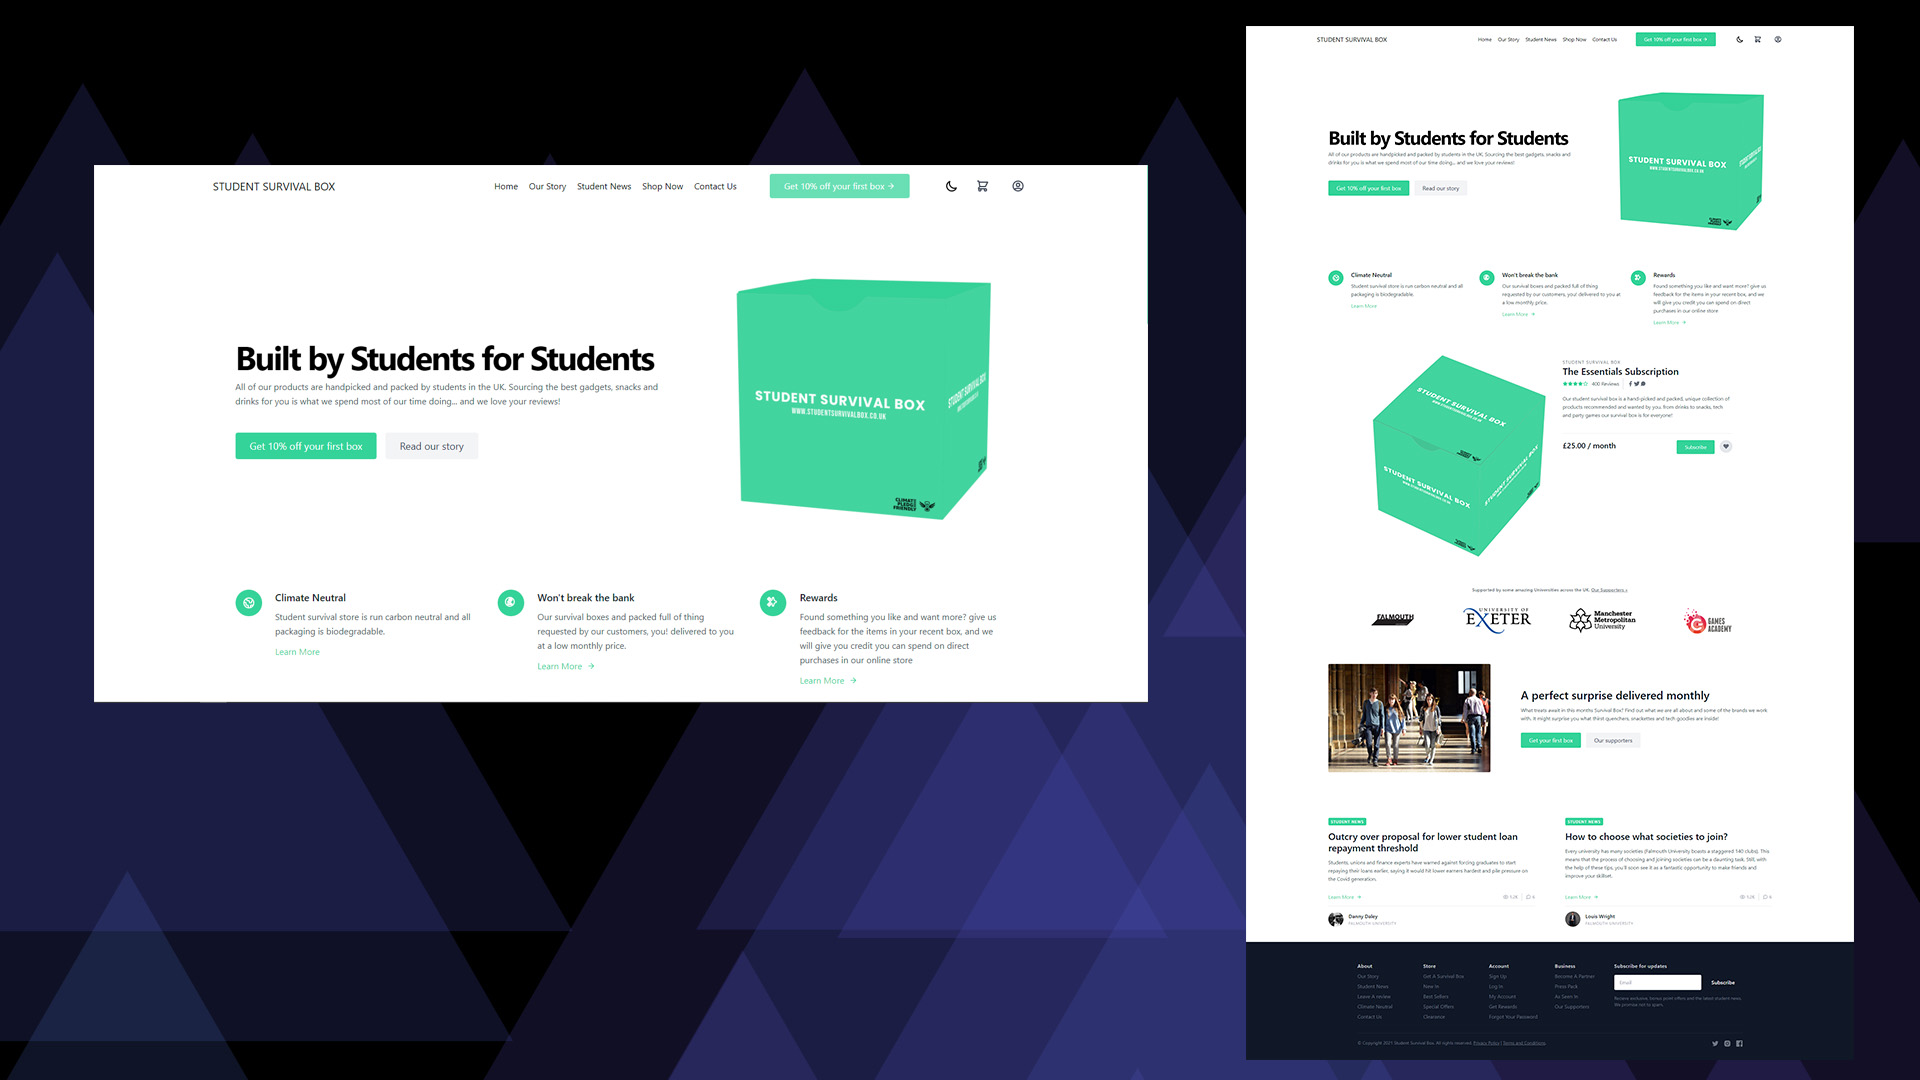 STUDENT SURVIVAL BOX
Home Our Story Student News Shop Now Contact Us
Get 10% off your first box →
Built by Students for Students
All of our products are handpicked and packed by students in the UK. Sourcing the best gadgets, snacks and
drinks for you is what we spend most of our time doing... and we love your reviews!
Get 10% off your first box
Read our story
STUDENT SURVIVAL BOX
WWW.STUDENTSURVIVALBOX.CO.UK
STUDENT SURVIVAL BOX
CLIMATE
PLEDGE
FRIENDLY
Climate Neutral
Student survival store is run carbon neutral and all
packaging is biodegradable.
Learn More
Won't break the bank
Our survival boxes and packed full of thing
requested by our customers, you! delivered to you
at a low monthly price.
Learn More →
Rewards
Found something you like and want more? give us
feedback for the items in your recent box, and we
will give you credit you can spend on direct
purchases in our online store
Learn More →
STUDENT SURVIVAL BOX
Home Our Story Student News Shop Now Contact Us
Get 10% off your first box →
Built by Students for Students
All of our products are handpicked and packed by students in the UK. Sourcing the best gadgets, snacks and
drinks for you is what we spend most of our time doing... and we love your reviews!
Get 10% off your first box
Read our story
STUDENT SURVIVAL BOX
WWW.STUDENTSURVIVALBOX.CO.UK
Climate Neutral
Student survival store is run carbon neutral and all
packaging is biodegradable.
Learn More
Won't break the bank
Our survival boxes and packed full of thing
requested by our customers, you! delivered to you at
a low monthly price.
Learn More →
Rewards
Found something you like and want more? give us
feedback for the items in your recent box, and we
will give you credit you can spend on direct
purchases in our online store
Learn More →
STUDENT SURVIVAL BOX
STUDENT SURVIVAL BOX
STUDENT SURVIVAL BOX
STUDENT SURVIVAL BOX
The Essentials Subscription
400 Reviews
Our student survival box is a hand-picked and packed, unique collection of
products recommended and wanted by you, from drinks to snacks, tech
and party games our survival box is for everyone!
£25.00 / month
Subscribe
Supported by some amazing Universities across the UK. Our Supporters »
FALMOUTH
UNIVERSITY OF
EXETER
Manchester
Metropolitan
University
GAMES
ACADEMY
A perfect surprise delivered monthly
What treats await in this months Survival Box? Find out what we are all about and some of the brands we work
with. It might surprise you what thirst quenchers, snackettes and tech goodies are inside!
Get your first box
Our supporters
STUDENT NEWS
Outcry over proposal for lower student loan
repayment threshold
Students, unions and finance experts have warned against forcing graduates to start
repaying their loans earlier, saying it would hit lower earners hardest and pile pressure on
the Covid generation.
Learn More →
1.2K
6
Danny Daley
FALMOUTH UNIVERSITY
STUDENT NEWS
How to choose what societies to join?
Every university has many societies (Falmouth University boasts a staggered 140 clubs). This
means that the process of choosing and joining societies can be a daunting task. Still, with
the help of these tips, you'll soon see it as a fantastic opportunity to make friends and
improve your skillset.
Learn More →
1.2K
6
Louis Wright
FALMOUTH UNIVERSITY
About
Our Story
Student News
Leave A review
Climate Neutral
Contact Us
Store
Get A Survival Box
New In
Best Sellers
Special Offers
Clearance
Account
Sign Up
Log In
My Account
Get Rewards
Forgot Your Password
Business
Become A Partner
Press Pack
As Seen In
Our Supporters
Subscribe for updates
Email
Subscribe
We promise not to spam.
© Copyright 2021 Student Survival Box. All rights reserved. Privacy Policy | Terms and Conditions